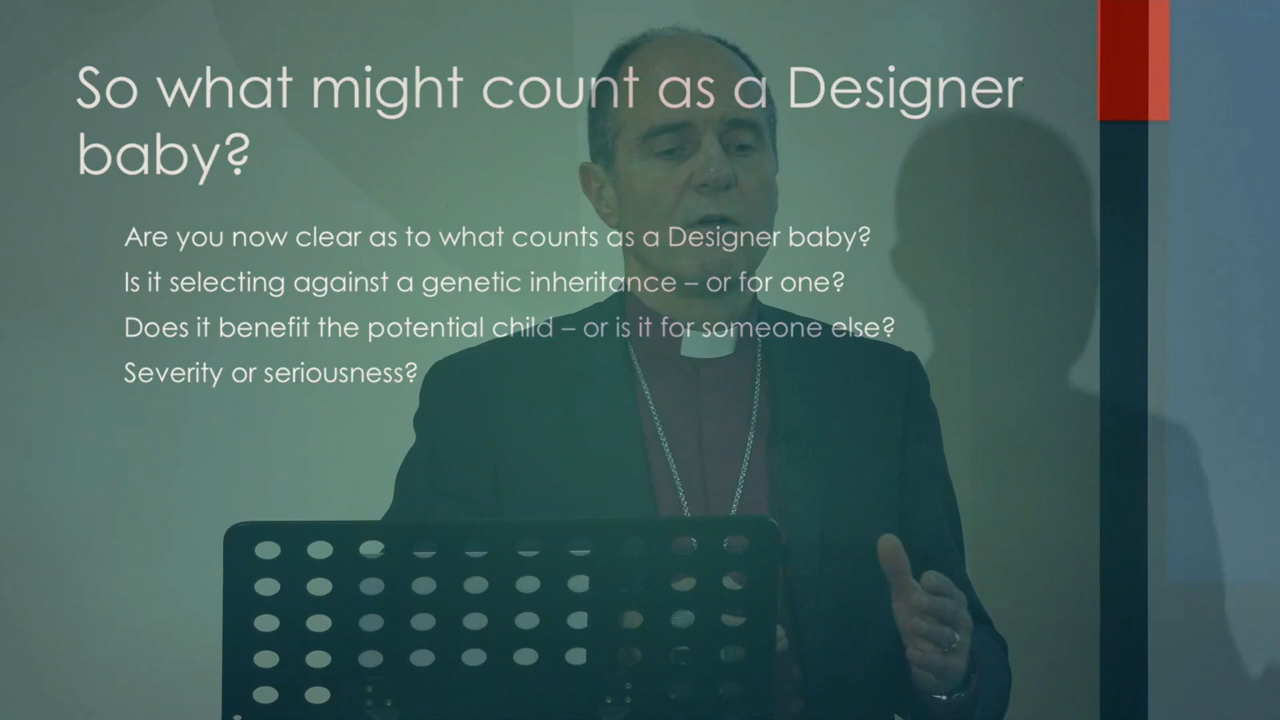 So what might count as a Designer
baby?
Are you now clear as to what counts as a Designer baby?
Is it selecting against a genetic inheritance – or for one?
Does it benefit the potential child – or is it for someone else?
Severity or seriousness?